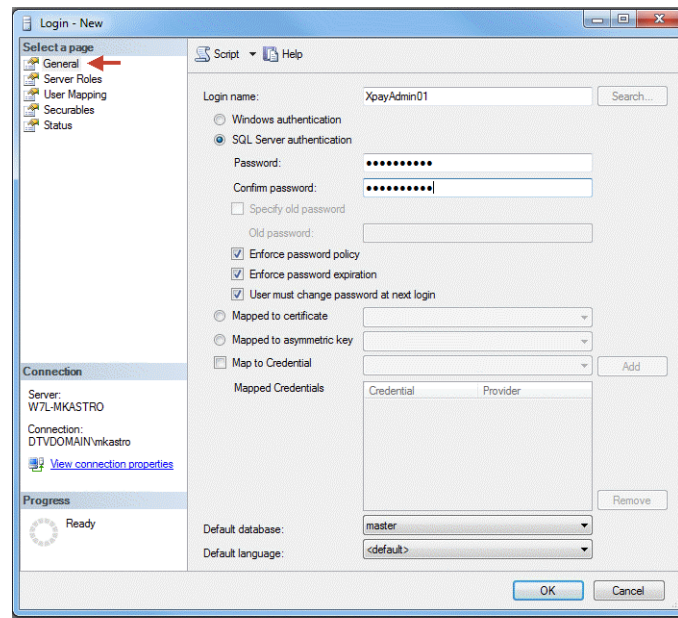 Login - New
Select a page
General
Server Roles
User Mapping
Securables
Status
Script Help
Login name: XpayAdmin01 Search...
Windows authentication
SQL Server authentication
Password: ●●●●●●●●●●
Confirm password: ●●●●●●●●●●
Specify old password
Old password:
Enforce password policy
Enforce password expiration
User must change password at next login
Mapped to certificate
Mapped to asymmetric key
Map to Credential Add
Mapped Credentials Credential Provider
Remove
Default database: master
Default language: <default>
Connection
Server:
W7L-MKASTRO
Connection:
DTVDOMAIN\mkastro
View connection properties
Progress
Ready
OK Cancel